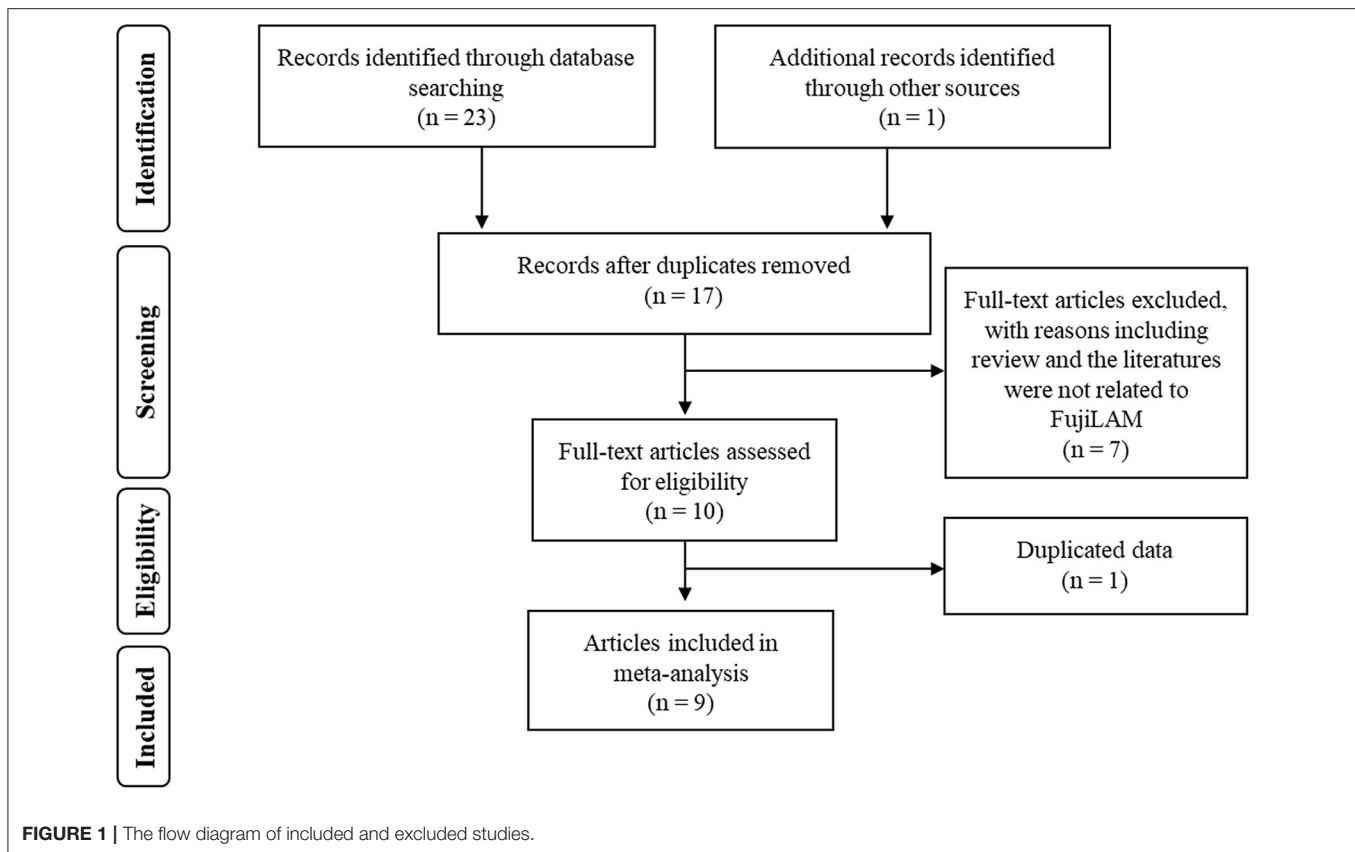 Identification
Records identified through database
searching
(n = 23)
Additional records identified
through other sources
(n = 1)
Screening
Records after duplicates removed
(n = 17)
Full-text articles excluded,
with reasons including
review and the literatures
were not related to
FujiLAM
(n = 7)
Full-text articles assessed
for eligibility
(n = 10)
Eligibility
Duplicated data
(n = 1)
Included
Articles included in
meta-analysis
(n = 9)
FIGURE 1 | The flow diagram of included and excluded studies.